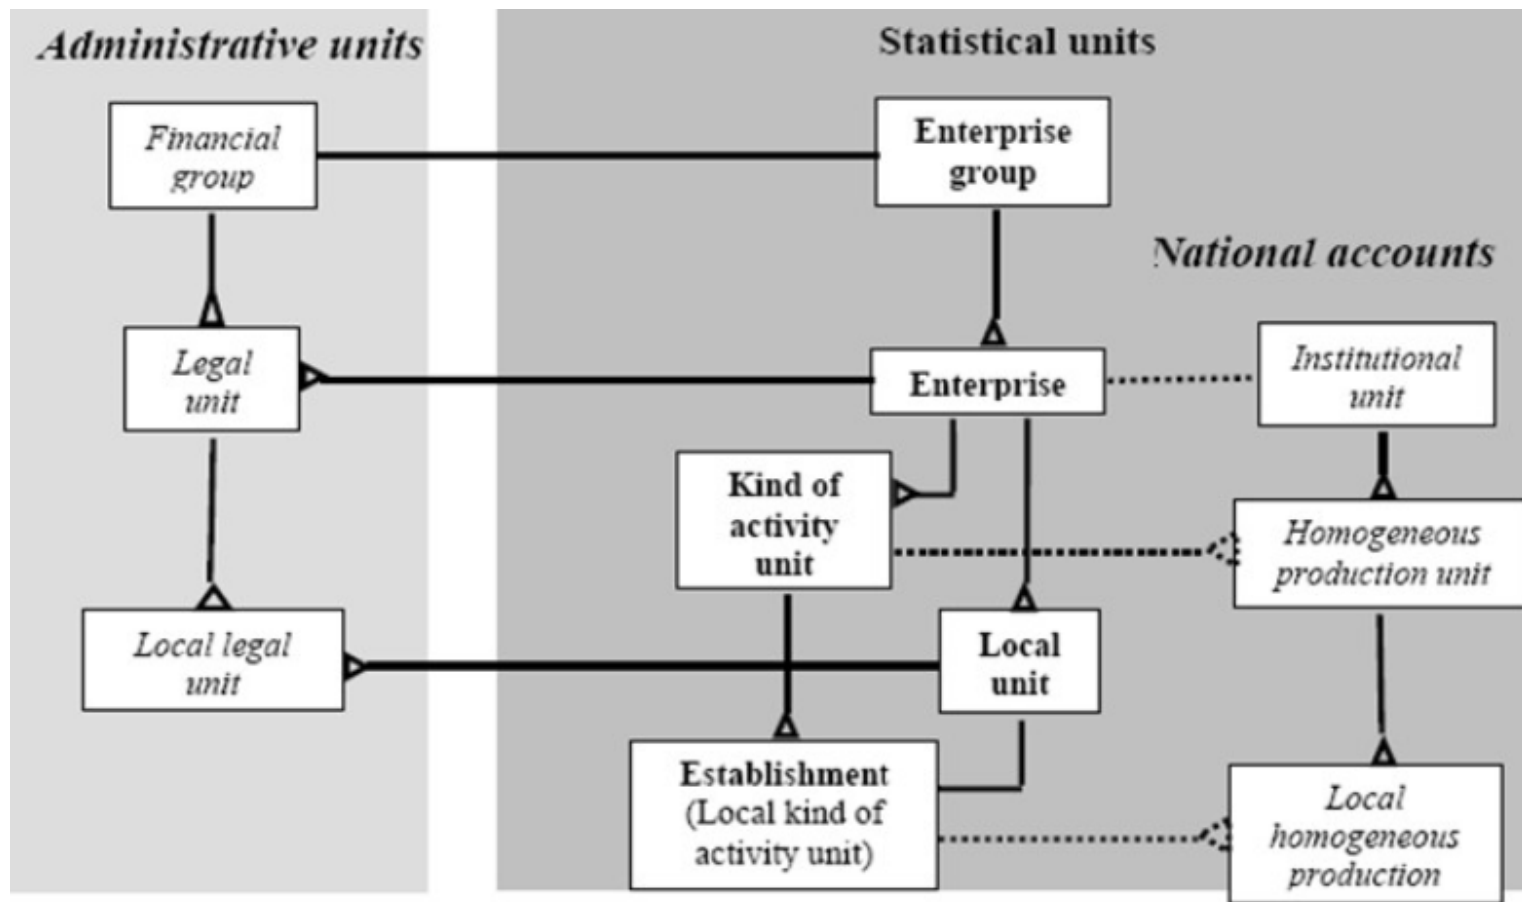 Administrative units
Statistical units
Financial
group
Enterprise
group
National accounts
Legal
unit
Enterprise
Institutional
unit
Kind of
activity
unit
Homogeneous
production unit
Local legal
unit
Local
unit
Establishment
(Local kind of
activity unit)
Local
homogeneous
production